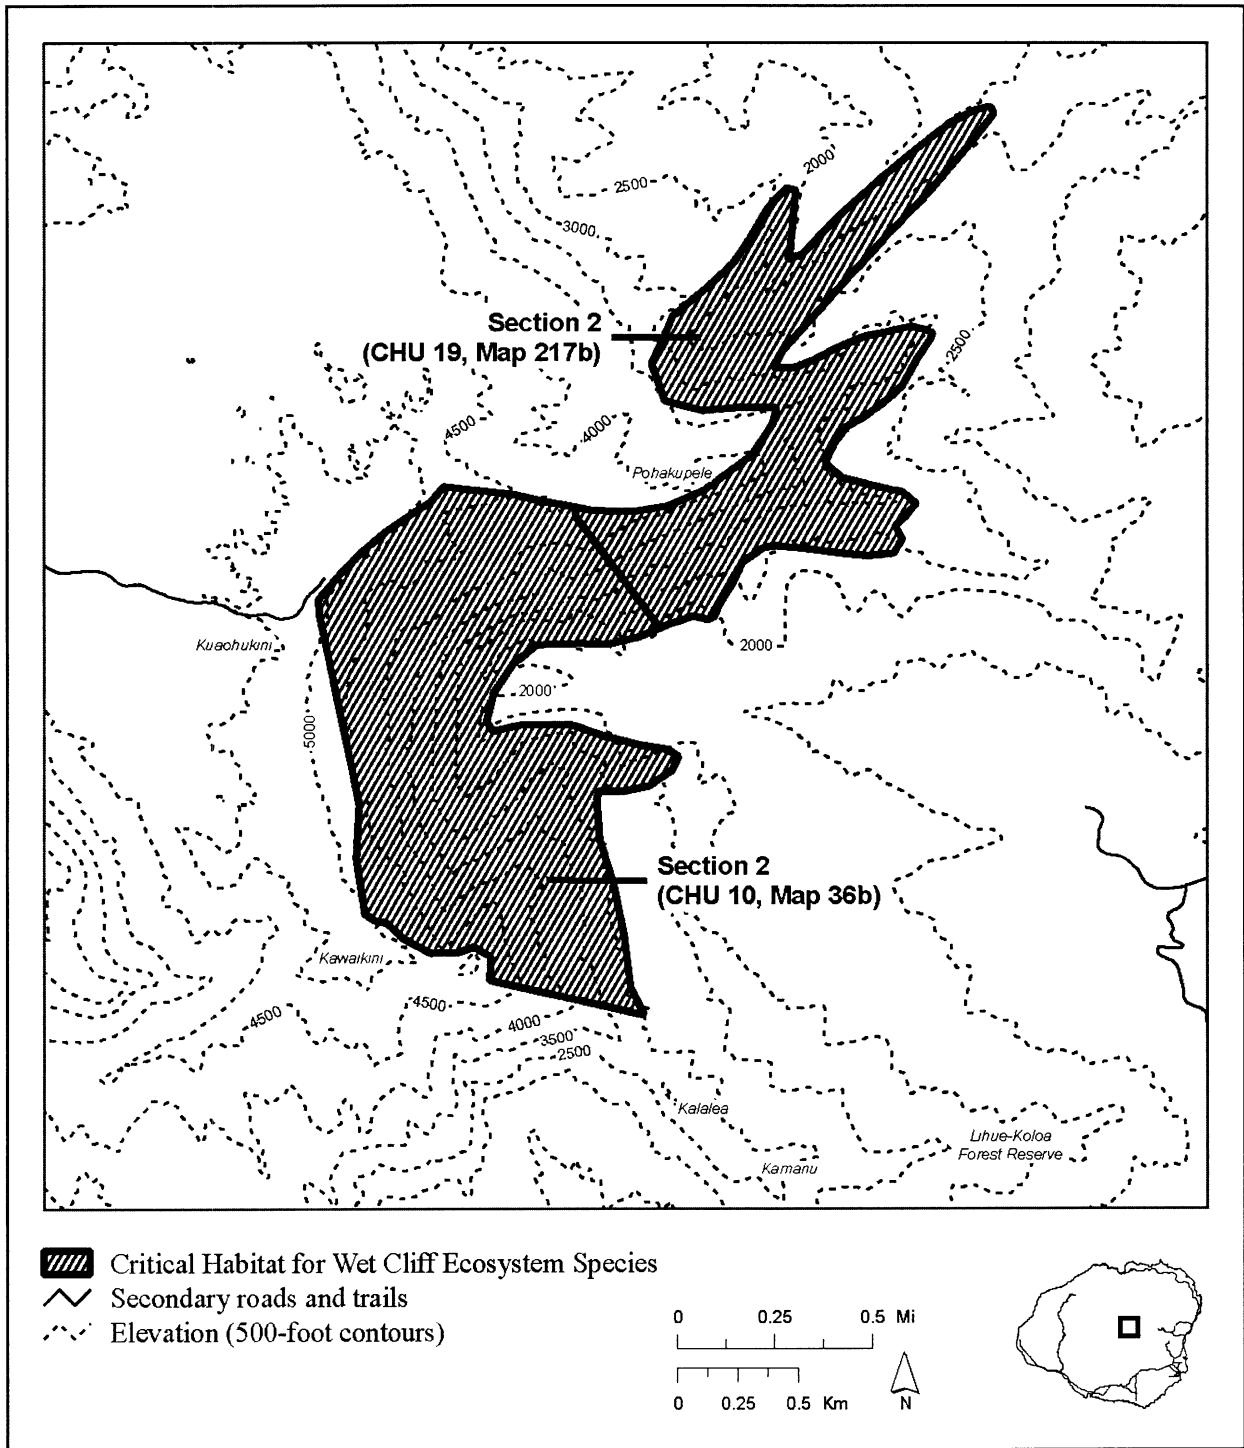 2000'
2500
3000
Section 2
(CHU 19, Map 217b)
2500
4500
4000
Pohakupele
Kuaohukini
2000
2000
5000
Section 2
(CHU 10, Map 36b)
Kawaikini
4500
4500
4000
3500
2500
Kalalea
Lihue-Koloa
Forest Reserve
Kamanu
Critical Habitat for Wet Cliff Ecosystem Species
Secondary roads and trails
Elevation (500-foot contours)
0 0.25 0.5 Mi
0 0.25 0.5 Km
N